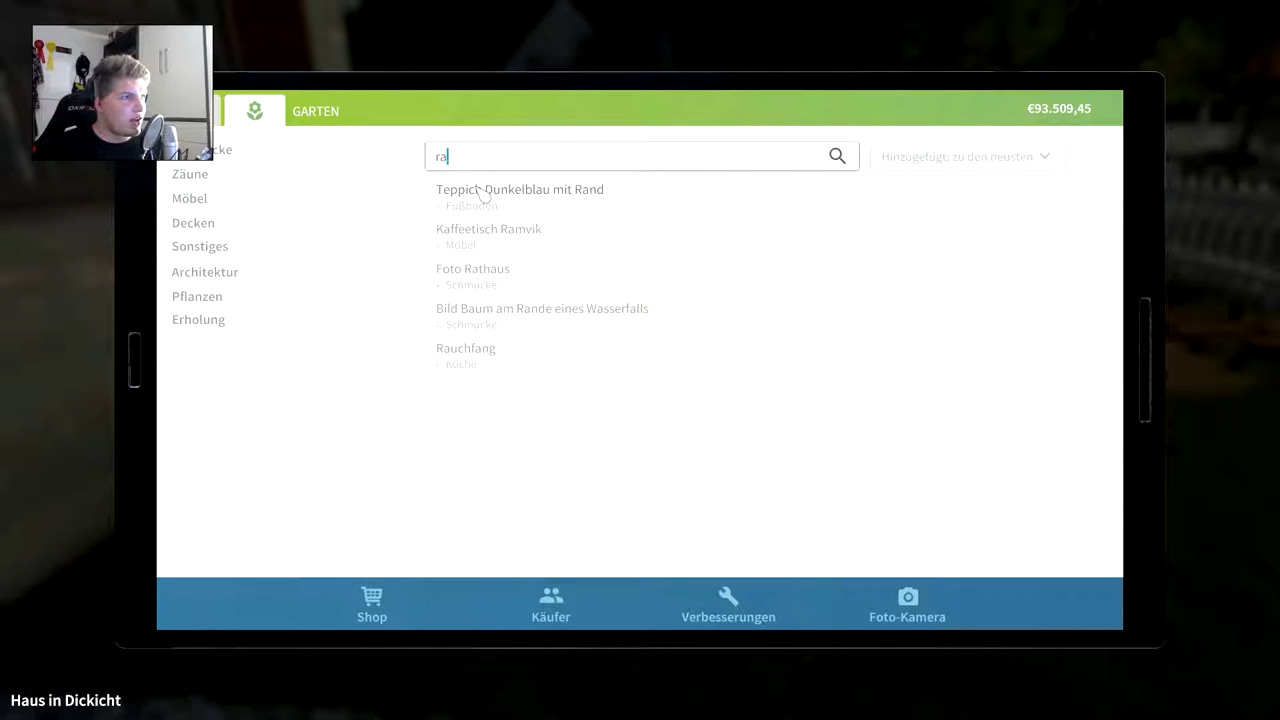 GARTEN
€93.509,45
cke
Zäune
Möbel
Decken
Sonstiges
Architektur
Pflanzen
Erholung
ra
Hinzugefügt: zu den neusten
Teppich Dunkelblau mit Rand
- Fußboden
Kaffeetisch Ramvik
- Möbel
Foto Rathaus
- Schmucke
Bild Baum am Rande eines Wasserfalls
- Schmucke
Rauchfang
- Küche
Shop
Käufer
Verbesserungen
Foto-Kamera
Haus in Dickicht